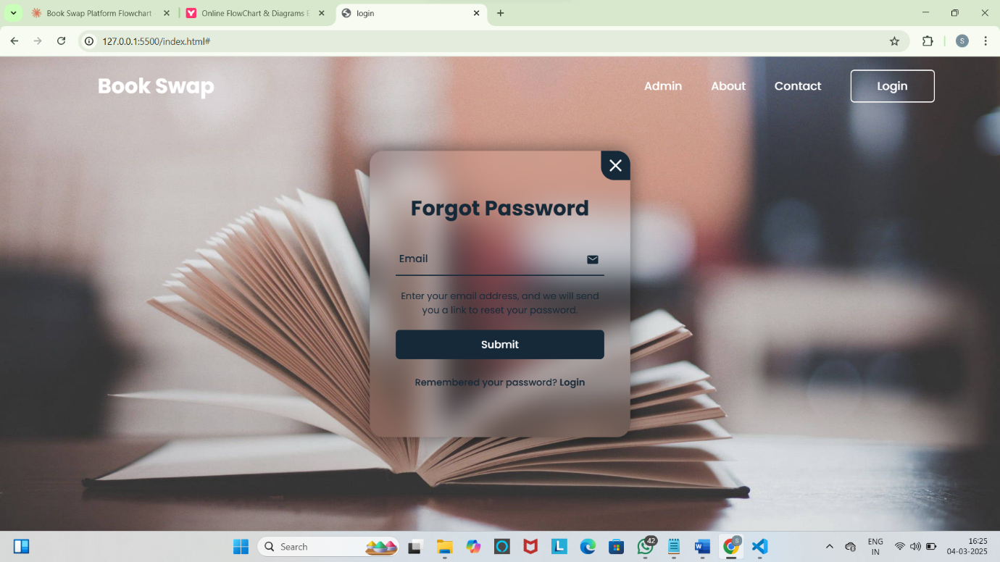 Book Swap Platform Flowchart
Online FlowChart & Diagrams E
login
127.0.0.1:5500/index.html#
S
Book Swap
Admin
About
Contact
Login
Forgot Password
Email
Enter your email address, and we will send
you a link to reset your password.
Submit
Remembered your password? Login
Search
L
42
S
ENG
IN
16:25
04-03-2025